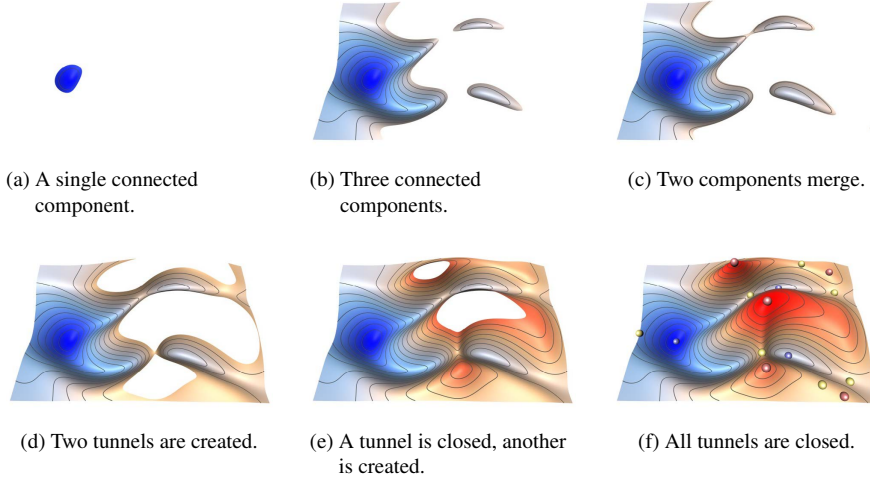 (a) A single connected
component.
(b) Three connected
components.
(c) Two components merge.
(d) Two tunnels are created.
(e) A tunnel is closed, another
is created.
(f) All tunnels are closed.